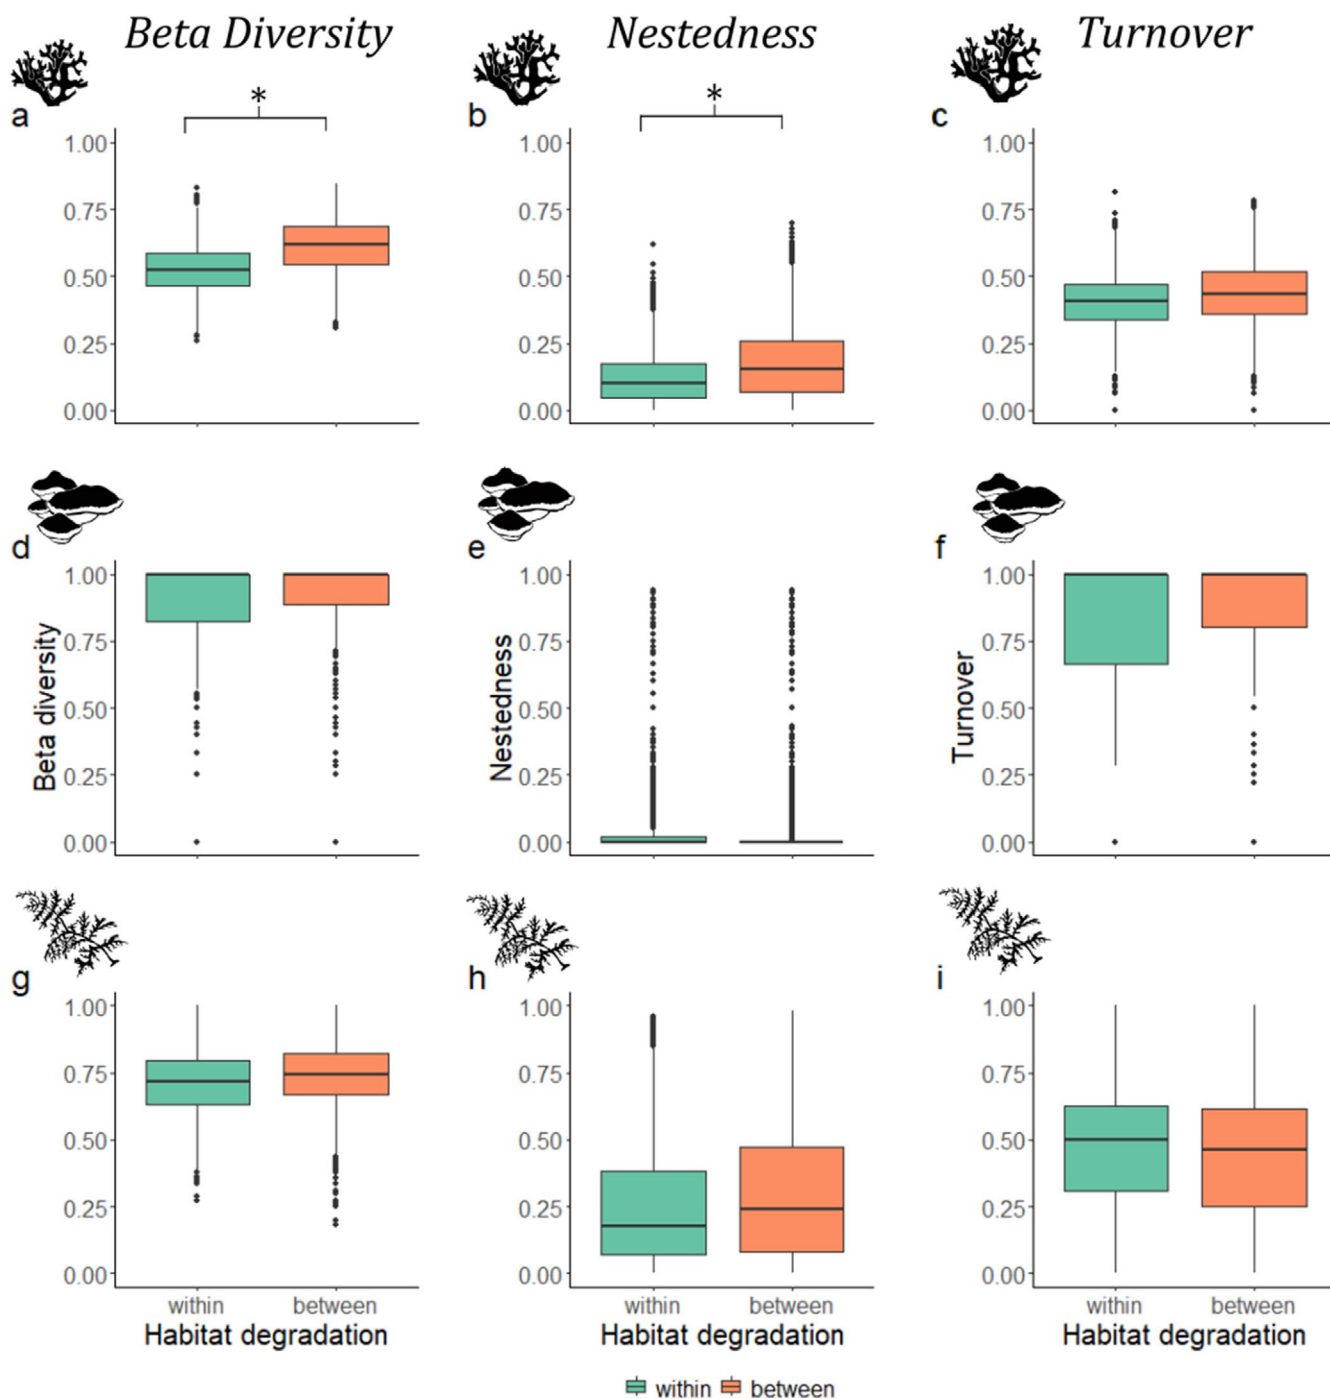 Beta Diversity Nestedness Turnover
* *
a b c
1.00 1.00 1.00
0.75 0.75 0.75
0.50 0.50 0.50
0.25 0.25 0.25
0.00 0.00 0.00
d e f
Beta diversity Nestedness Turnover
1.00 1.00 1.00
0.75 0.75 0.75
0.50 0.50 0.50
0.25 0.25 0.25
0.00 0.00 0.00
g h i
1.00 1.00 1.00
0.75 0.75 0.75
0.50 0.50 0.50
0.25 0.25 0.25
0.00 0.00 0.00
within between within between within between
Habitat degradation Habitat degradation Habitat degradation
within between